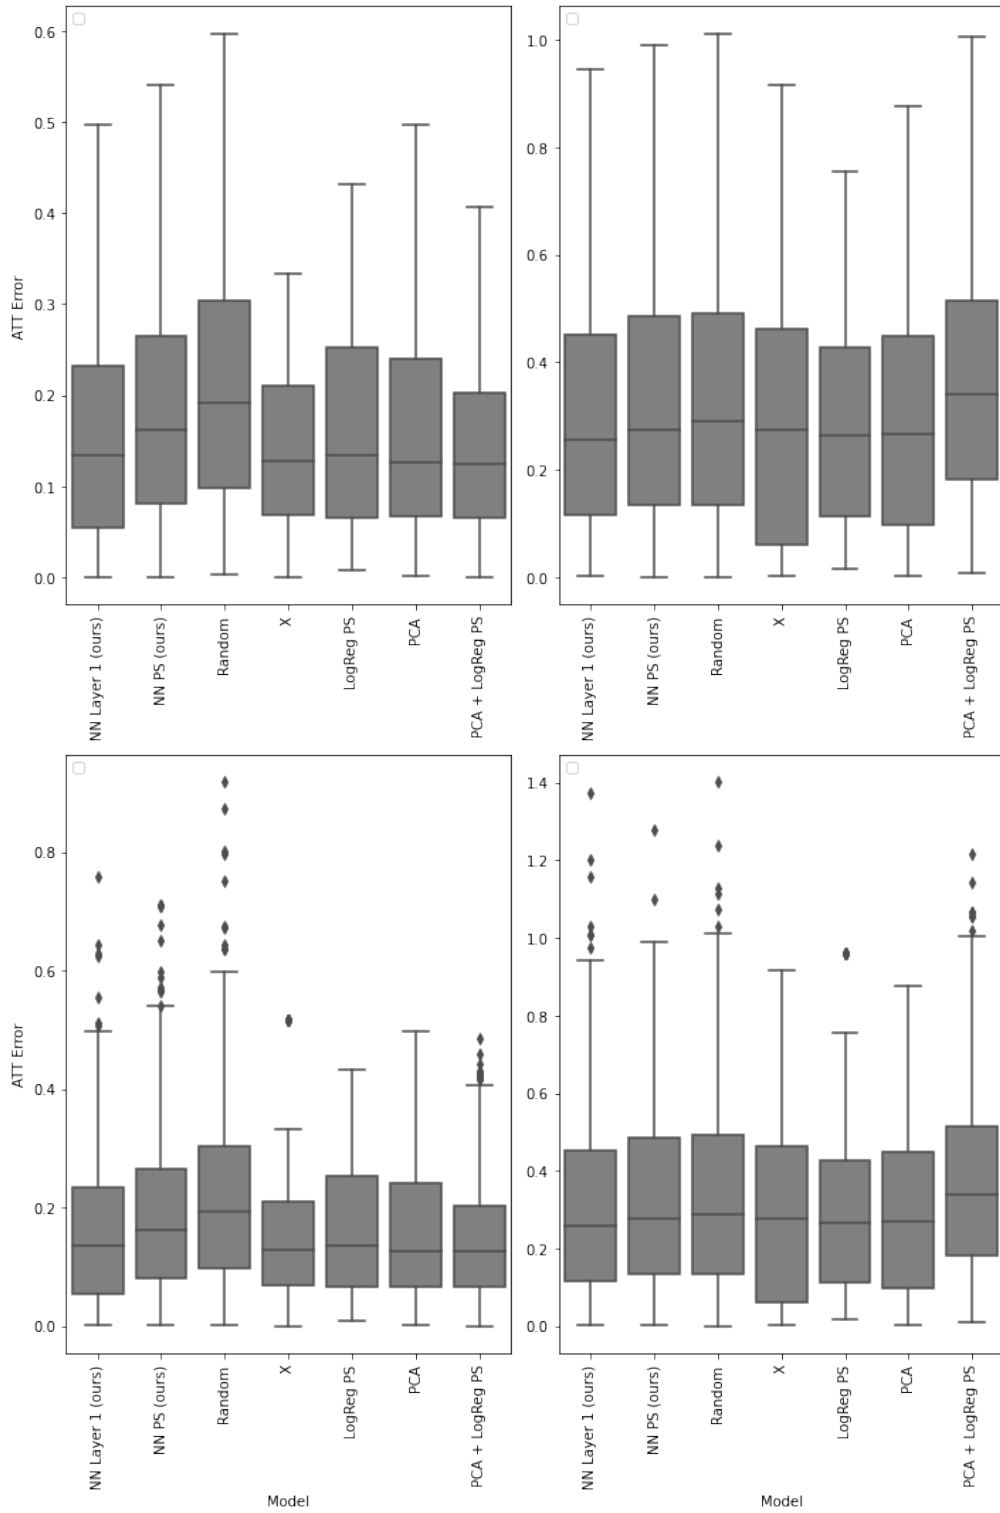 0.6
0.5
0.4
0.3
0.2
0.1
0.0
ATT Error
NN Layer 1 (ours)
NN PS (ours)
Random
X
LogReg PS
PCA
PCA + LogReg PS
1.0
0.8
0.6
0.4
0.2
0.0
NN Layer 1 (ours)
NN PS (ours)
Random
X
LogReg PS
PCA
PCA + LogReg PS
0.8
0.6
0.4
0.2
0.0
ATT Error
NN Layer 1 (ours)
NN PS (ours)
Random
X
LogReg PS
PCA
PCA + LogReg PS
Model
1.4
1.2
1.0
0.8
0.6
0.4
0.2
0.0
NN Layer 1 (ours)
NN PS (ours)
Random
X
LogReg PS
PCA
PCA + LogReg PS
Model